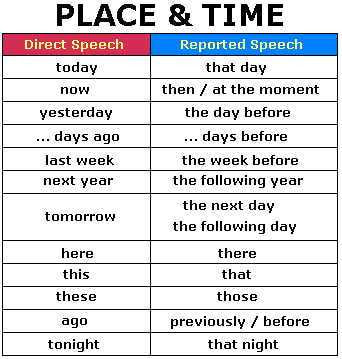 PLACE & TIME
Direct Speech Reported Speech
today that day
now then / at the moment
yesterday the day before
... days ago ... days before
last week the week before
next year the following year
tomorrow the next day
the following day
here there
this that
these those
ago previously / before
tonight that night